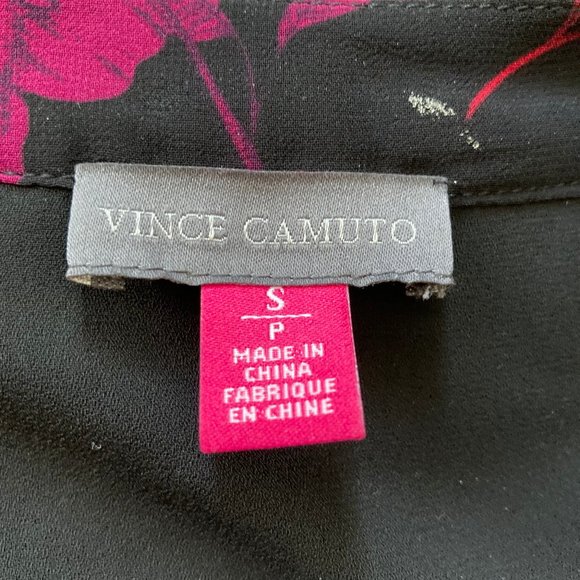 VINCE CAMUTO
S
P
MADE IN
CHINA
FABRIQUE
EN CHINE